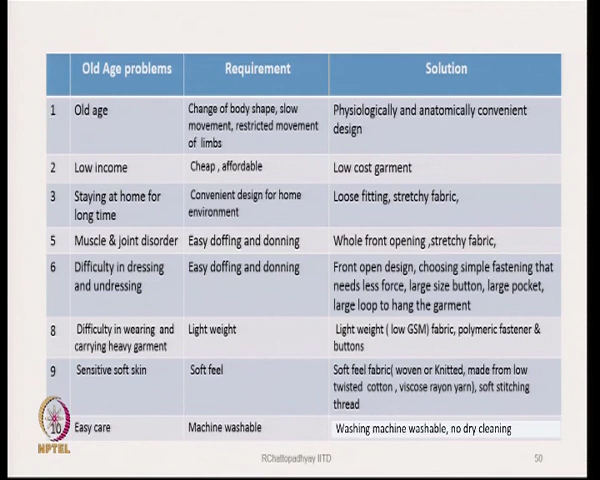 Old Age problems Requirement Solution
1 Old age Change of body shape, slow Physiologically and anatomically convenient
movement, restricted movement design
of limbs
2 Low income Cheap , affordable Low cost garment
3 Staying at home for Convenient design for home Loose fitting, stretchy fabric,
long time environment
5 Muscle & joint disorder Easy doffing and donning Whole front opening ,stretchy fabric,
6 Difficulty in dressing Easy doffing and donning Front open design, choosing simple fastening that
and undressing needs less force, large size button, large pocket,
large loop to hang the garment
8 Difficulty in wearing and Light weight Light weight ( low GSM) fabric, polymeric fastener &
carrying heavy garment buttons
9 Sensitive soft skin Soft feel Soft feel fabric( woven or Knitted, made from low
twisted cotton , viscose rayon yarn), soft stitching
thread
10 Easy care Machine washable Washing machine washable, no dry cleaning
NPTEL
RChattopadhyay IITD 50